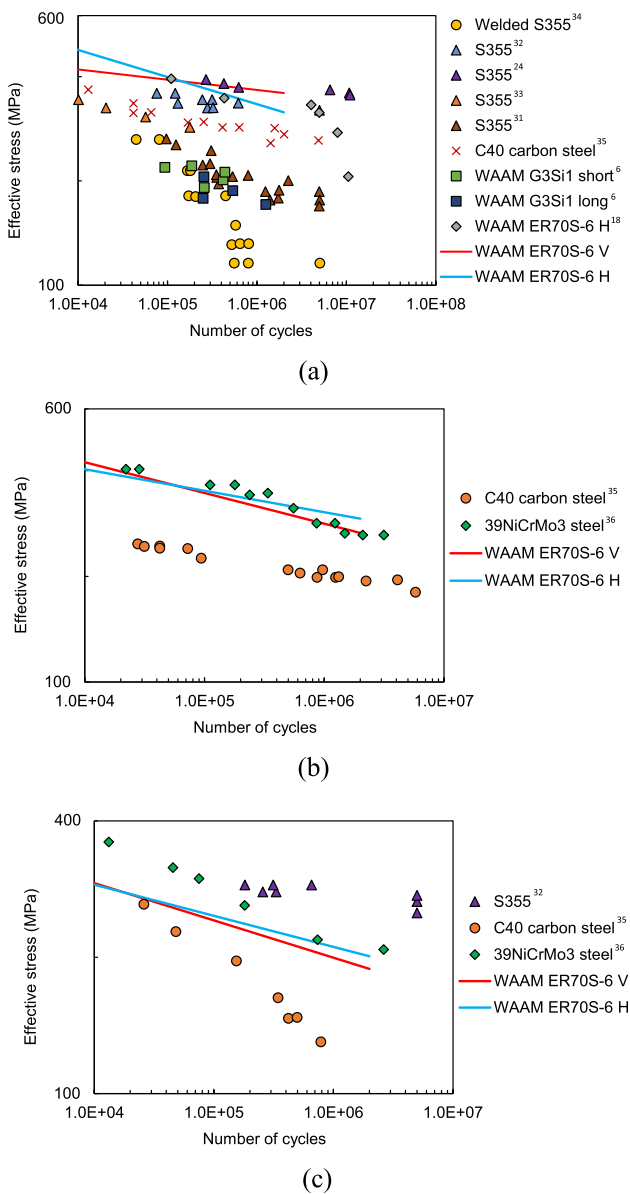 600
Effective stress (MPa)
100
1.0E+04 1.0E+05 1.0E+06 1.0E+07 1.0E+08
Number of cycles
Welded S355³⁴
S355³²
S355²⁴
S355³³
S355³¹
C40 carbon steel³⁵
WAAM G3Si1 short⁶
WAAM G3Si1 long⁶
WAAM ER70S-6 H¹⁸
WAAM ER70S-6 V
WAAM ER70S-6 H
(a)
600
Effective stress (MPa)
100
1.0E+04 1.0E+05 1.0E+06 1.0E+07
Number of cycles
C40 carbon steel³⁵
39NiCrMo3 steel³⁶
WAAM ER70S-6 V
WAAM ER70S-6 H
(b)
400
Effective stress (MPa)
100
1.0E+04 1.0E+05 1.0E+06 1.0E+07
Number of cycles
S355³²
C40 carbon steel³⁵
39NiCrMo3 steel³⁶
WAAM ER70S-6 V
WAAM ER70S-6 H
(c)